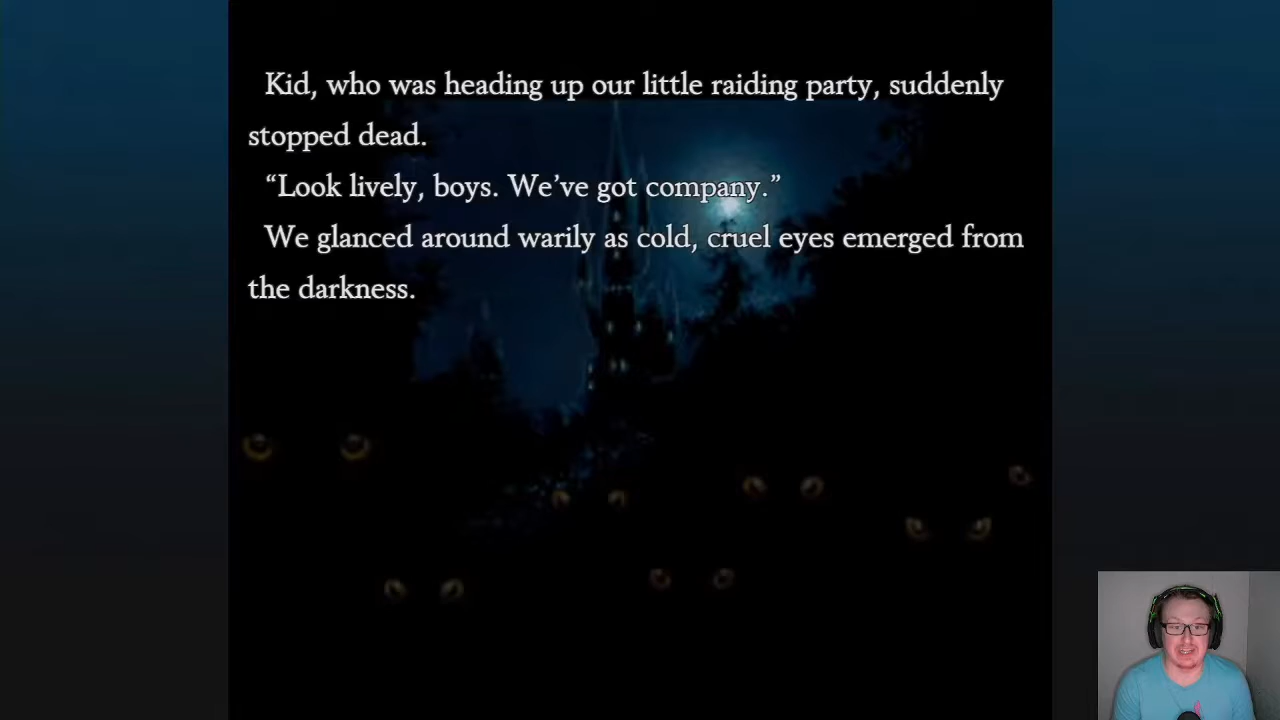 Kid, who was heading up our little raiding party, suddenly
stopped dead.
“Look lively, boys. We’ve got company.”
We glanced around warily as cold, cruel eyes emerged from
the darkness.